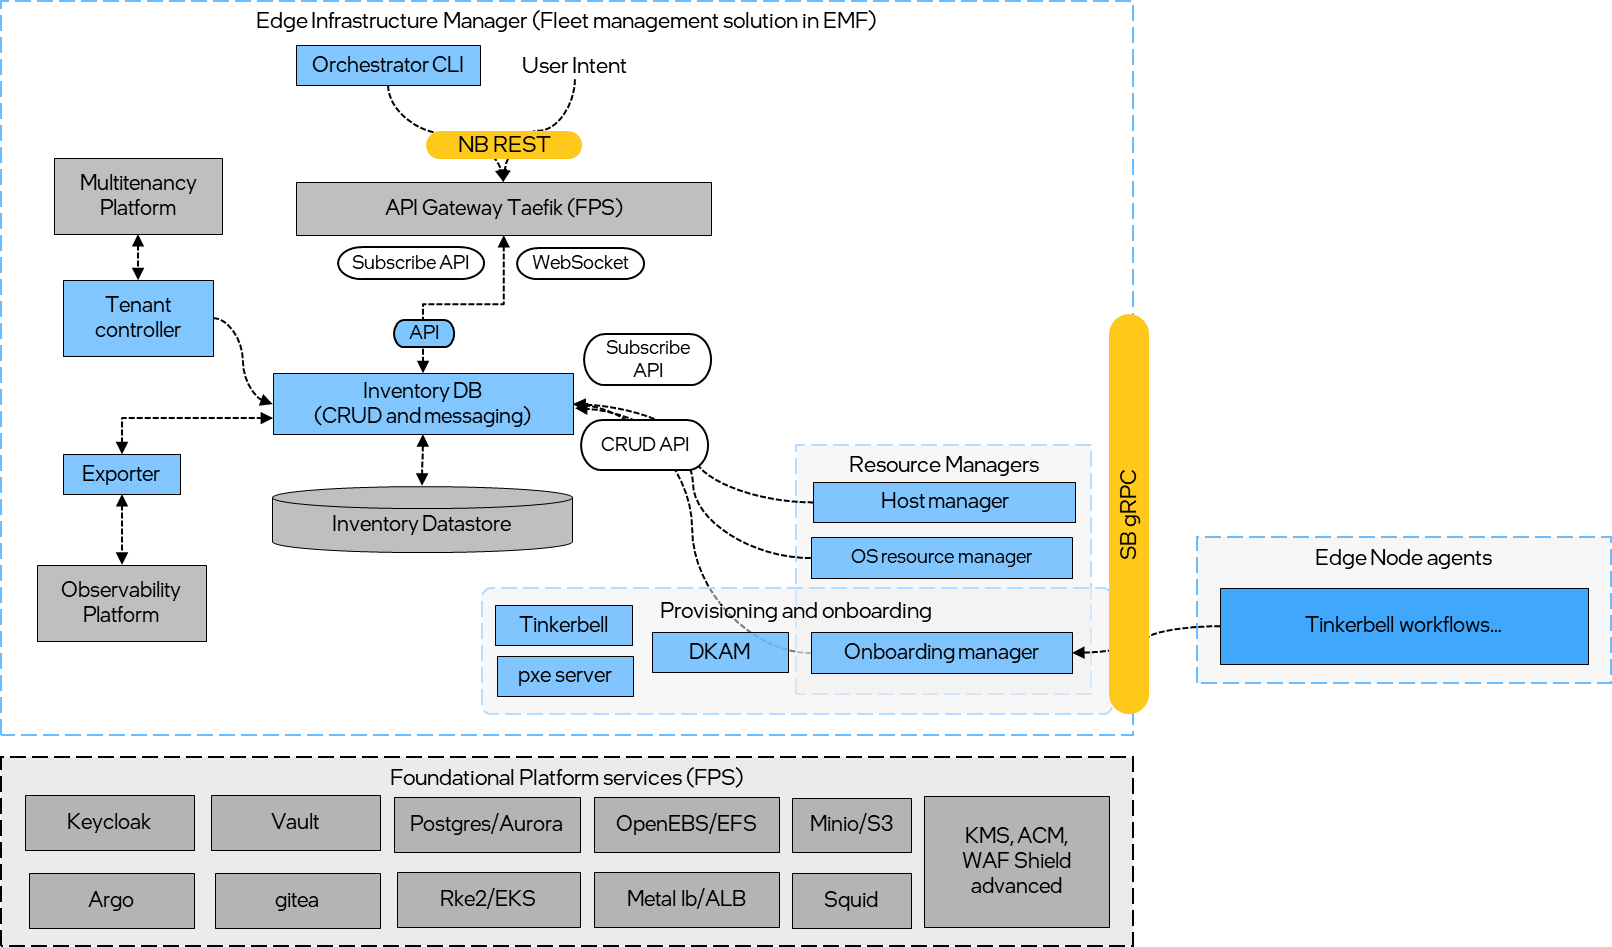 Edge Infrastructure Manager (Fleet management solution in EMF)
Orchestrator CLI
User Intent
NB REST
Multitenancy
Platform
API Gateway Taefik (FPS)
Subscribe API
WebSocket
Tenant
controller
API
Subscribe
API
Inventory DB
(CRUD and messaging)
CRUD API
Exporter
Resource Managers
Host manager
Inventory Datastore
SB gRPC
OS resource manager
Edge Node agents
Observability
Platform
Provisioning and onboarding
Tinkerbell
DKAM
Onboarding manager
pxe server
Tinkerbell workflows...
Foundational Platform services (FPS)
Keycloak
Vault
Postgres/Aurora
OpenEBS/EFS
Minio/S3
KMS, ACM,
WAF Shield
advanced
Argo
gitea
Rke2/EKS
Metal lb/ALB
Squid